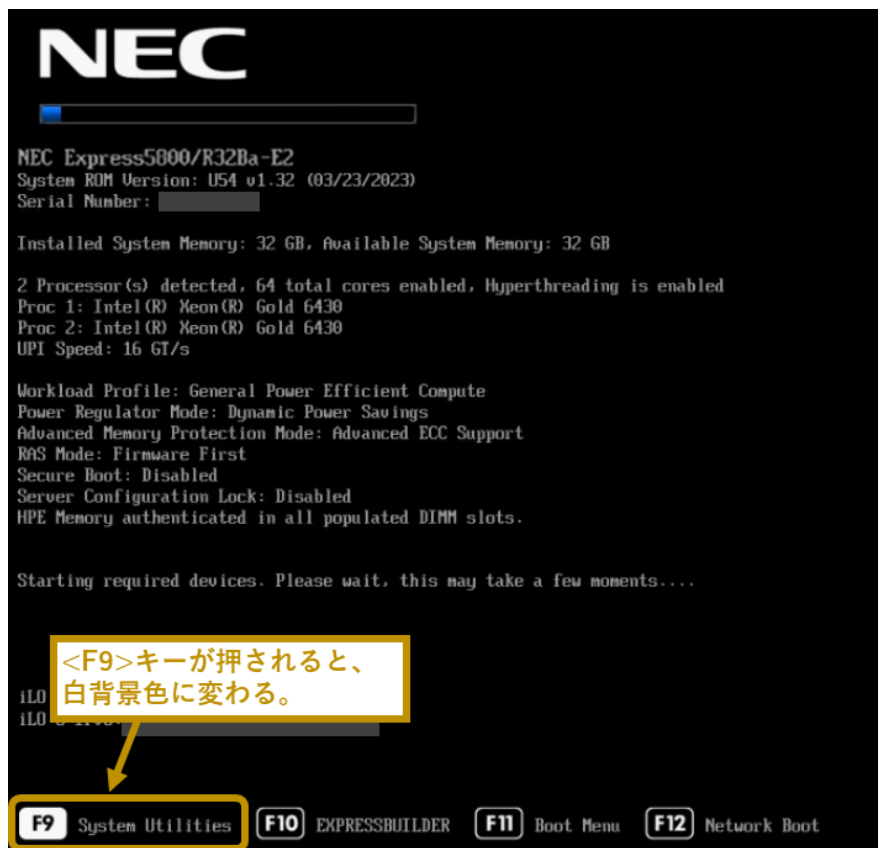 NEC
NEC Express5800/R32Ba-E2
System ROM Version: U54 v1.32 (03/23/2023)
Serial Number:
Installed System Memory: 32 GB, Available System Memory: 32 GB
2 Processor(s) detected, 64 total cores enabled, Hyperthreading is enabled
Proc 1: Intel(R) Xeon(R) Gold 6430
Proc 2: Intel(R) Xeon(R) Gold 6430
UPI Speed: 16 GT/s
Workload Profile: General Power Efficient Compute
Power Regulator Mode: Dynamic Power Savings
Advanced Memory Protection Mode: Advanced ECC Support
RAS Mode: Firmware First
Secure Boot: Disabled
Server Configuration Lock: Disabled
HPE Memory authenticated in all populated DIMM slots.
Starting required devices. Please wait, this may take a few moments....
<F9>キーが押されると、
白背景色に変わる。
iLO
iLO
F9 System Utilities F10 EXPRESSBUILDER F11 Boot Menu F12 Network Boot